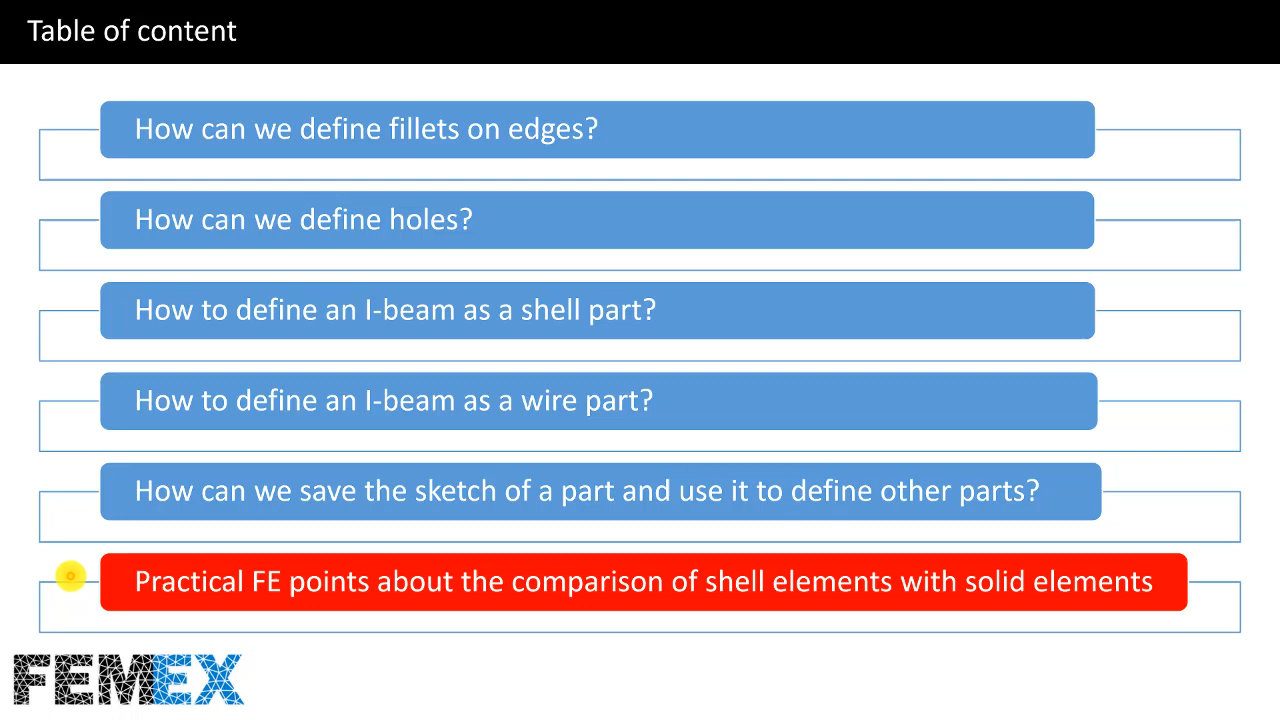 Table of content
How can we define fillets on edges?
How can we define holes?
How to define an I-beam as a shell part?
How to define an I-beam as a wire part?
How can we save the sketch of a part and use it to define other parts?
Practical FE points about the comparison of shell elements with solid elements
FEMEX